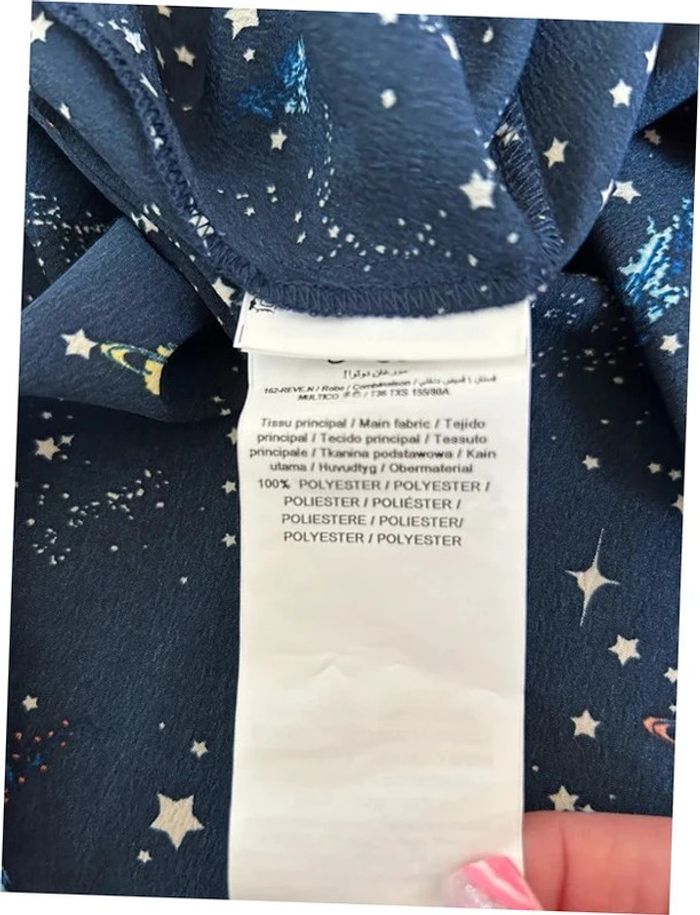 162-REVE.N / Robe / Combinaison /
MULTICO / T36 TXS 155/80A
Tissu principal / Main fabric / Tejido
principal / Tecido principal / Tessuto
principale / Tkanina podstawowa / Kain
utama / Huvudtyg / Obermaterial
100% POLYESTER / POLYESTER /
POLIESTER / POLIÉSTER /
POLIESTERE / POLIESTER/
POLYESTER / POLYESTER